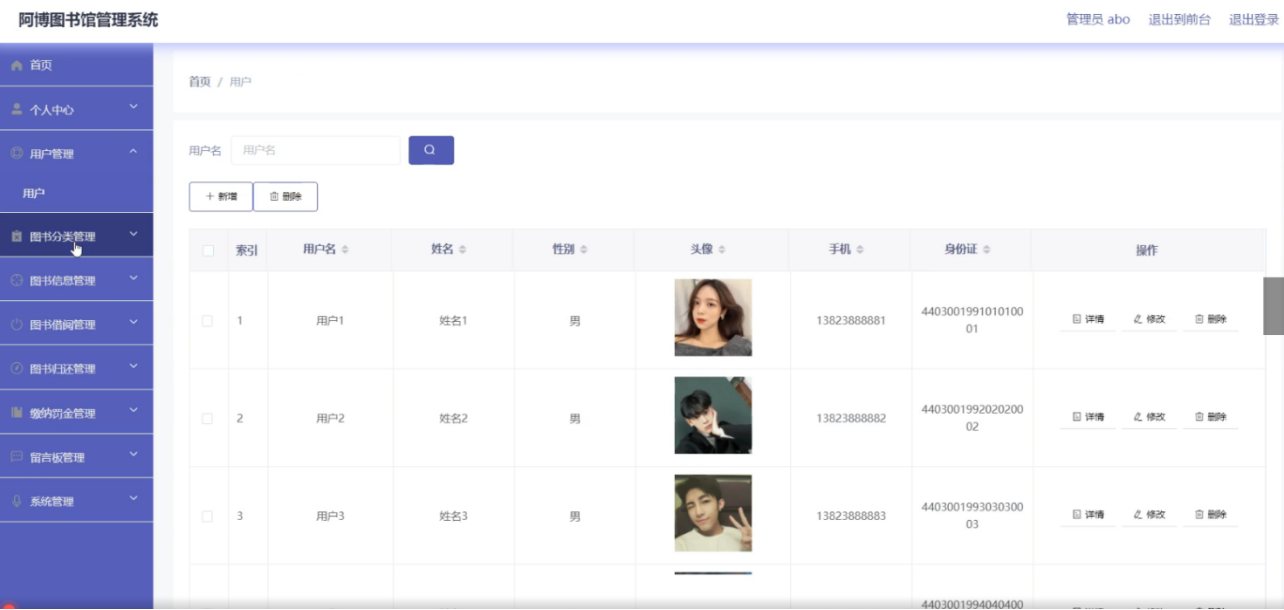 阿博图书馆管理系统
管理员 abo 退出到前台 退出登录
首页
个人中心
用户管理
用户
图书分类管理
图书信息管理
图书借阅管理
图书归还管理
缴纳罚金管理
留言板管理
系统管理
首页 / 用户
用户名 用户名
新增 删除
索引 用户名 姓名 性别 头像 手机 身份证 操作
1 用户1 姓名1 男 13823888881 440300199101010001 详情 修改 删除
2 用户2 姓名2 男 13823888882 440300199202020002 详情 修改 删除
3 用户3 姓名3 男 13823888883 440300199303030003 详情 修改 删除
4403001994040400